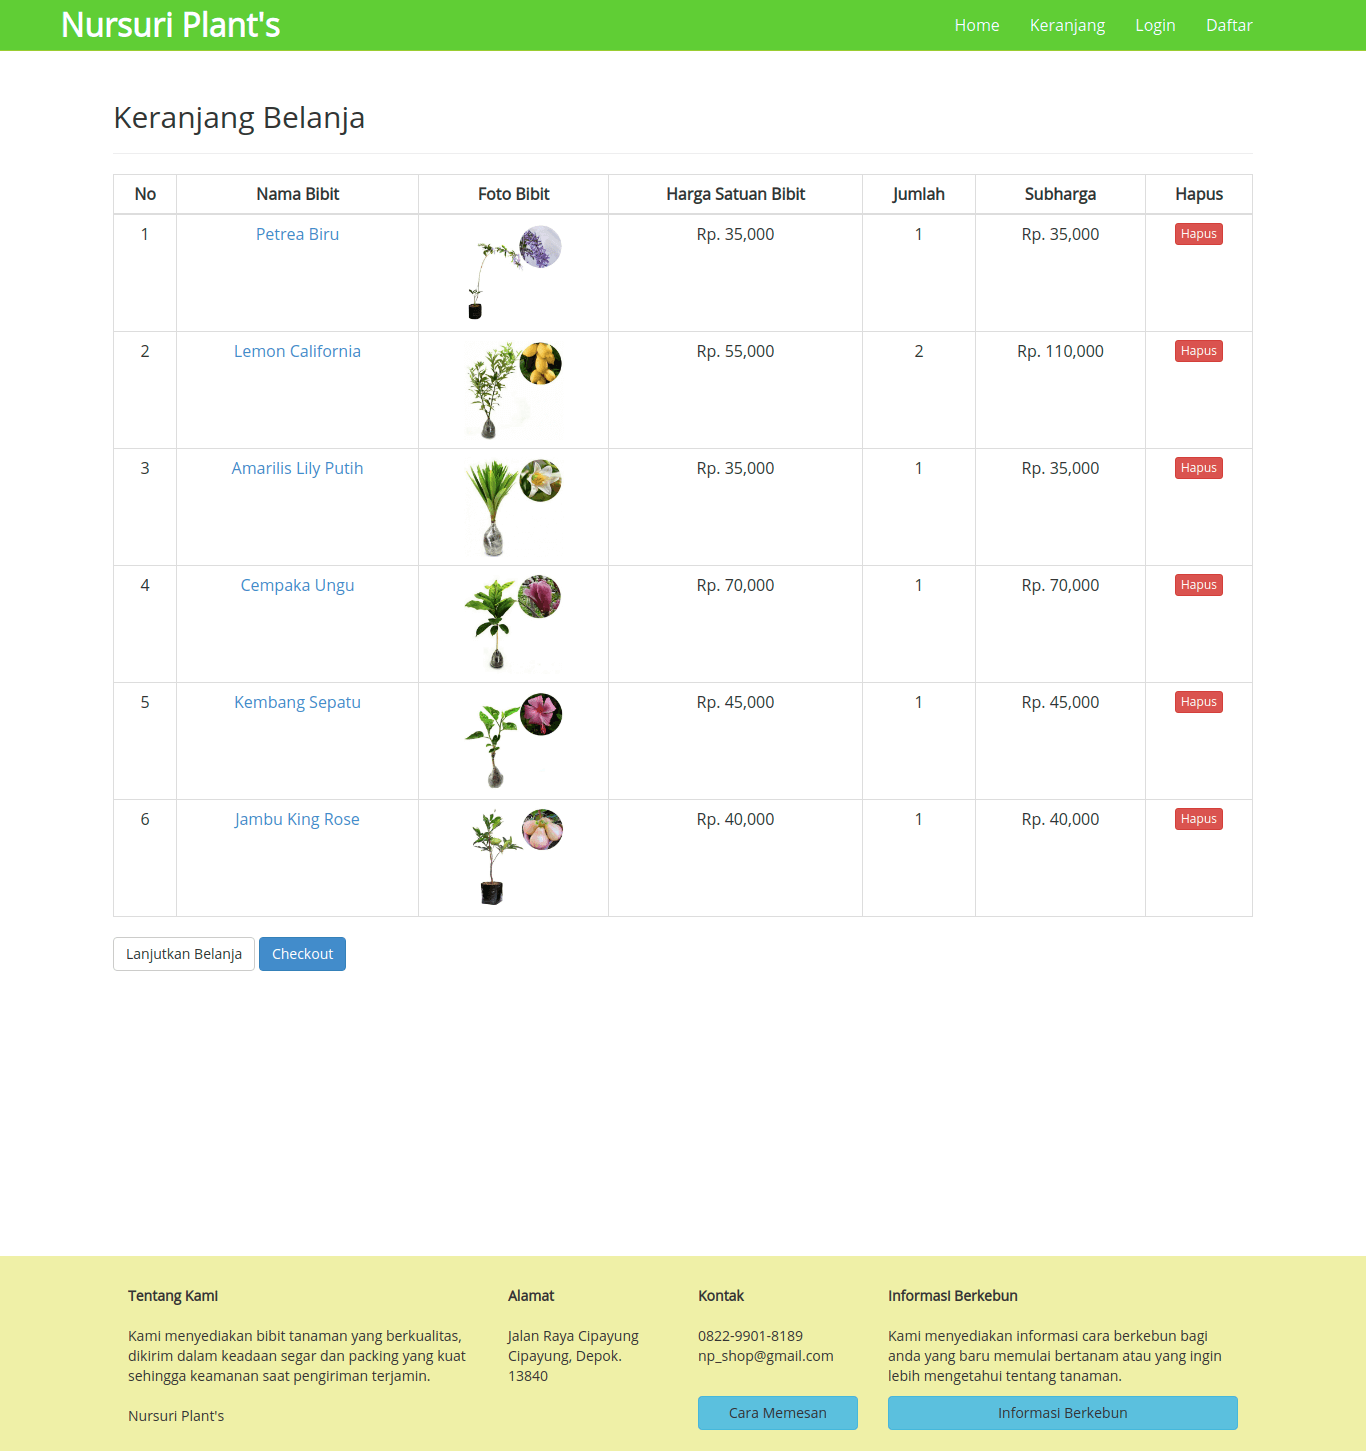 Nursuri Plant's
Home Keranjang Login Daftar
Keranjang Belanja
No Nama Bibit Foto Bibit Harga Satuan Bibit Jumlah Subharga Hapus
1 Petrea Biru Rp. 35,000 1 Rp. 35,000 Hapus
2 Lemon California Rp. 55,000 2 Rp. 110,000 Hapus
3 Amarilis Lily Putih Rp. 35,000 1 Rp. 35,000 Hapus
4 Cempaka Ungu Rp. 70,000 1 Rp. 70,000 Hapus
5 Kembang Sepatu Rp. 45,000 1 Rp. 45,000 Hapus
6 Jambu King Rose Rp. 40,000 1 Rp. 40,000 Hapus
Lanjutkan Belanja Checkout
Tentang Kami
Kami menyediakan bibit tanaman yang berkualitas,
dikirim dalam keadaan segar dan packing yang kuat
sehingga keamanan saat pengiriman terjamin.
Nursuri Plant's
Alamat
Jalan Raya Cipayung
Cipayung, Depok.
13840
Kontak
0822-9901-8189
np_shop@gmail.com
Cara Memesan
Informasi Berkebun
Kami menyediakan informasi cara berkebun bagi
anda yang baru memulai bertanam atau yang ingin
lebih mengetahui tentang tanaman.
Informasi Berkebun